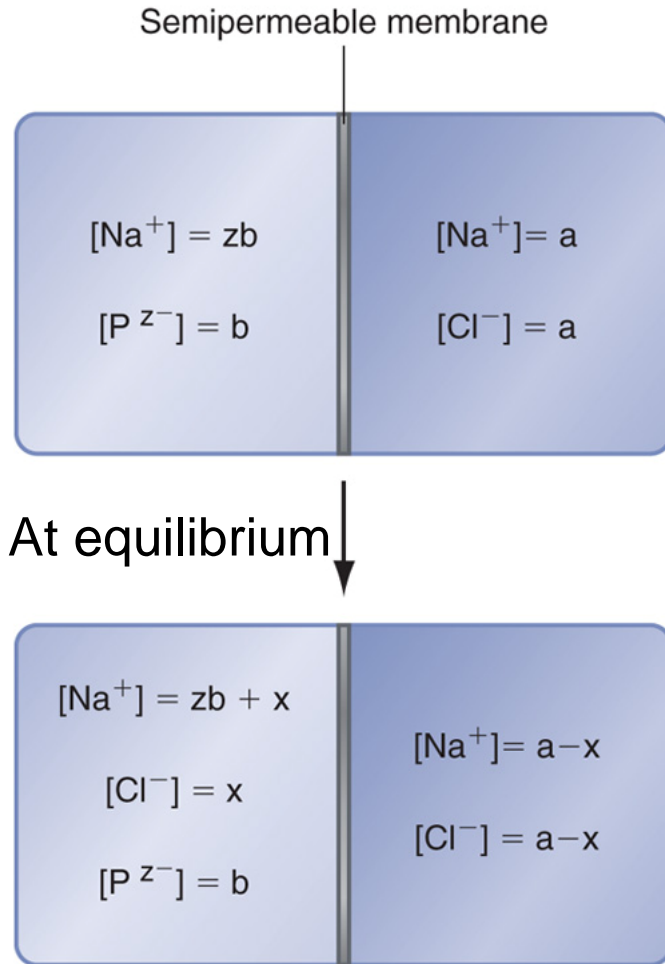 Semipermeable membrane
[Na⁺] = zb
[P ᶻ⁻] = b
[Na⁺]= a
[Cl⁻] = a
At equilibrium
[Na⁺] = zb + x
[Cl⁻] = x
[P ᶻ⁻] = b
[Na⁺]= a−x
[Cl⁻] = a−x